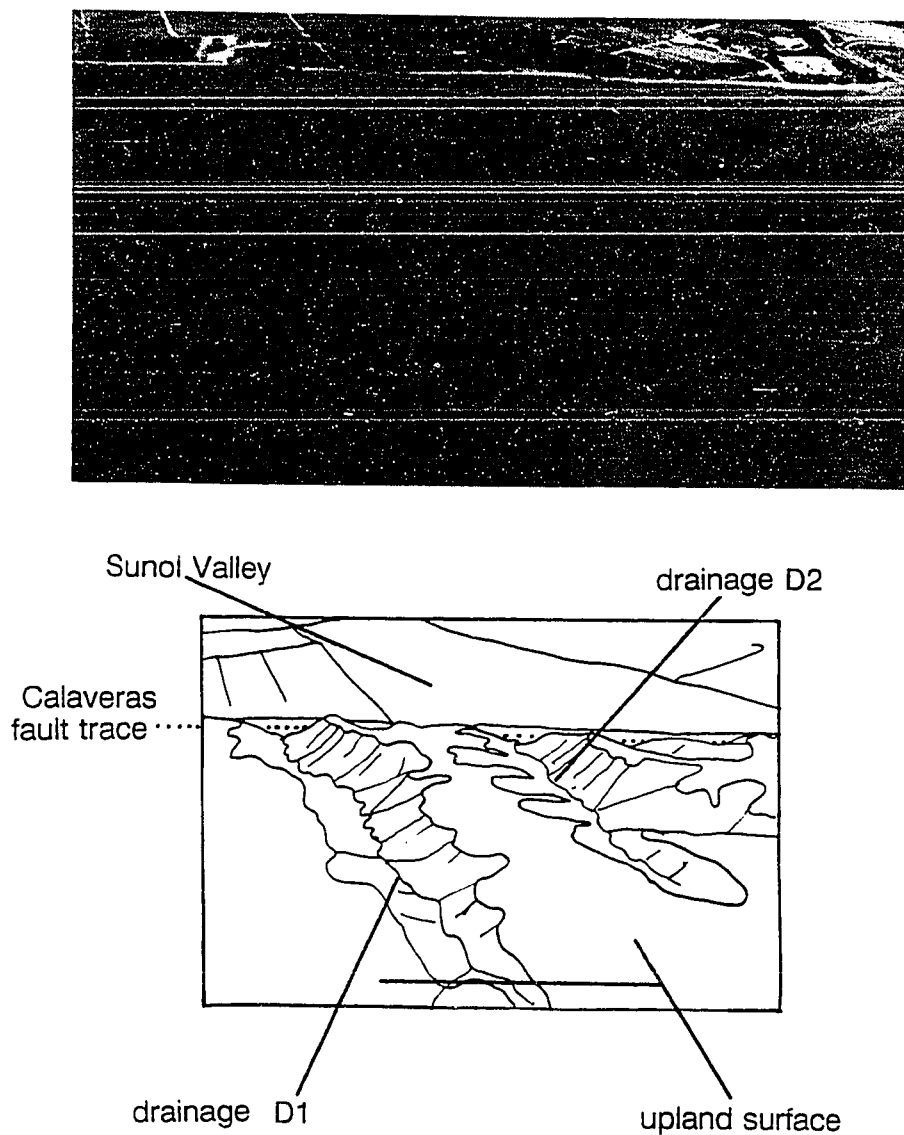 Sunol Valley
drainage D2
Calaveras
fault trace
drainage D1
upland surface